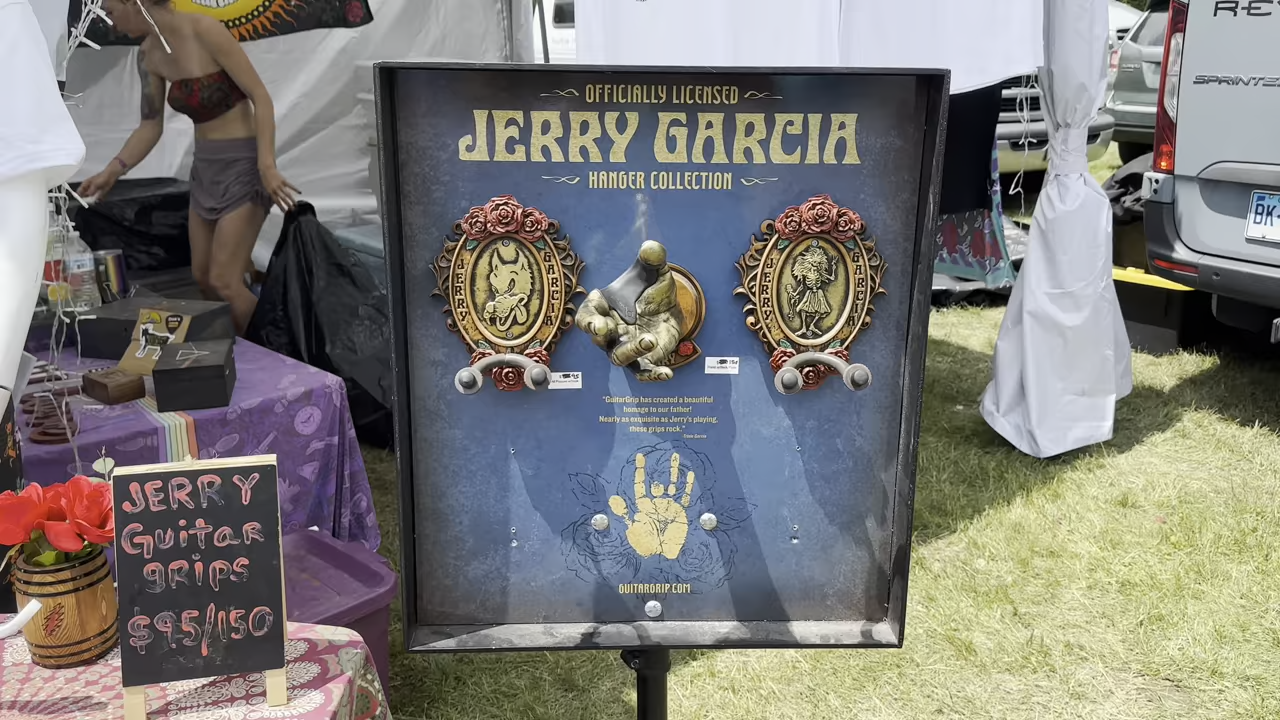 OFFICIALLY LICENSED
JERRY GARCIA
HANGER COLLECTION
JERRY GARCIA
JERRY GARCIA
"GuitarGrip has created a beautiful
homage to our father!
Nearly as exquisite as Jerry's playing,
these grips rock."
GUITARGRIP.COM
JERRY
Guitar
grips
$95/150
SPRINTER
BK